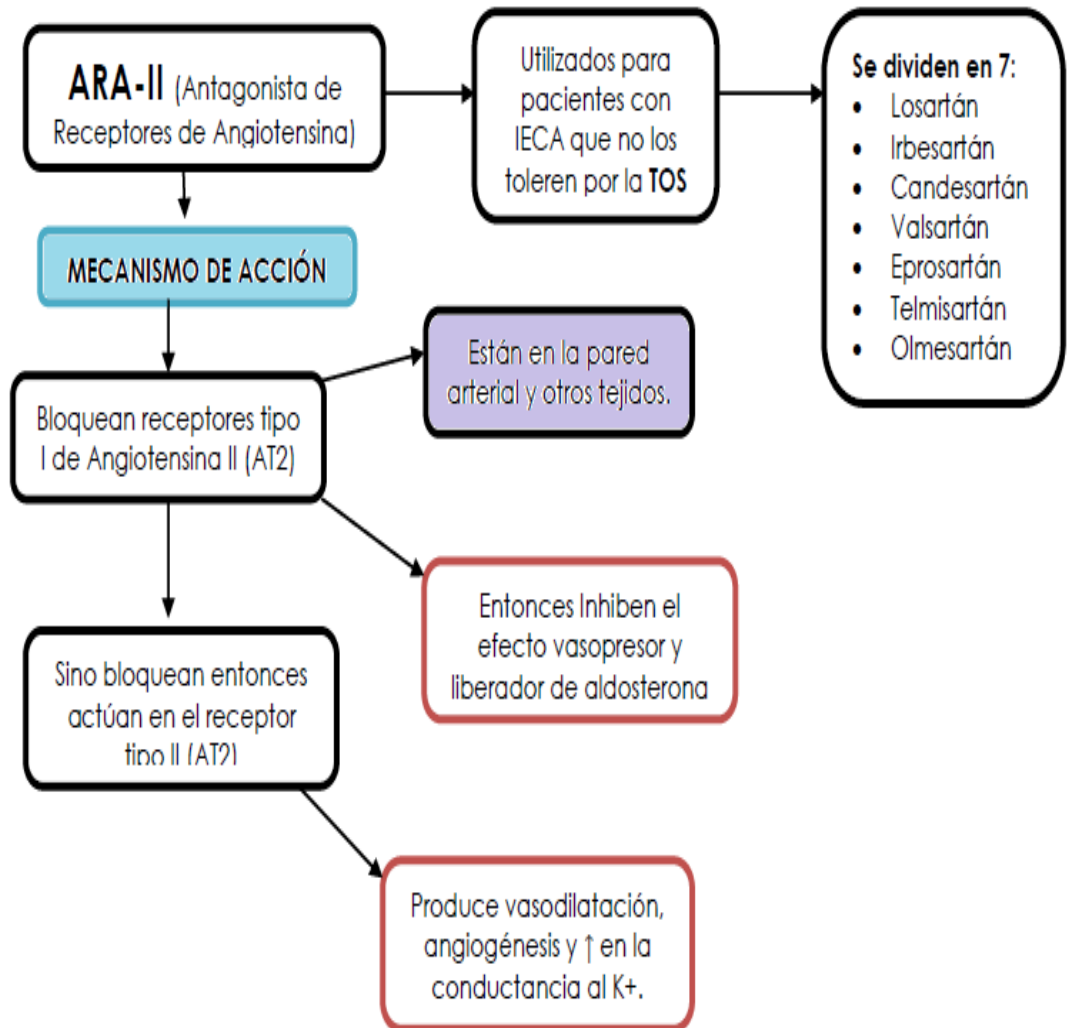 ARA-II (Antagonista de
Receptores de Angiotensina)
Utilizados para
pacientes con
IECA que no los
toleren por la TOS
Se dividen en 7:
• Losartán
• Irbesartán
• Candesartán
• Valsartán
• Eprosartán
• Telmisartán
• Olmesartán
MECANISMO DE ACCIÓN
Están en la pared
arterial y otros tejidos.
Bloquean receptores tipo
I de Angiotensina II (AT2)
Entonces Inhiben el
efecto vasopresor y
liberador de aldosterona
Sino bloquean entonces
actúan en el receptor
tipo II (AT2)
Produce vasodilatación,
angiogénesis y ↑ en la
conductancia al K+.